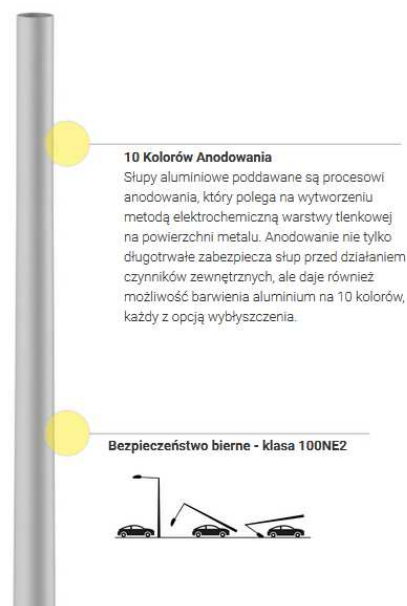 10 Kolorów Anodowania
Słupy aluminiowe poddawane są procesowi
anodowania, który polega na wytworzeniu
metodą elektrochemiczną warstwy tlenkowej
na powierzchni metalu. Anodowanie nie tylko
długotrwałe zabezpiecza słup przed działaniem
czynników zewnętrznych, ale daje również
możliwość barwienia aluminium na 10 kolorów,
każdy z opcją wybłyszczenia.
Bezpieczeństwo bierne - klasa 100NE2